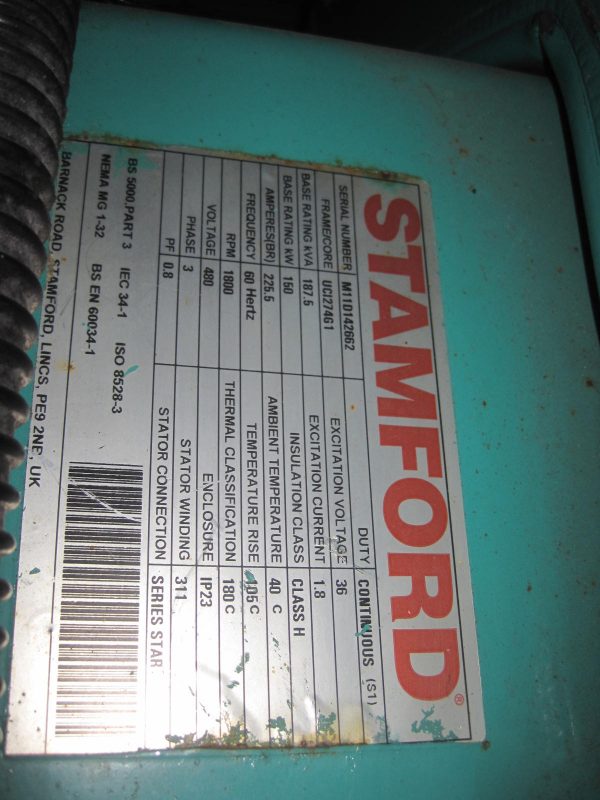 STAMFORD®
SERIAL NUMBER M11D142662 DUTY CONTINUOUS (S1)
FRAME/CORE UCI274G1 EXCITATION VOLTAGE 36
BASE RATING kVA 187.5 EXCITATION CURRENT 1.8
BASE RATING kW 150 INSULATION CLASS CLASS H
AMPERES(BR) 225.5 AMBIENT TEMPERATURE 40 C
FREQUENCY 60 Hertz TEMPERATURE RISE 105 C
RPM 1800 THERMAL CLASSIFICATION 180 C
VOLTAGE 480 ENCLOSURE IP23
PHASE 3 STATOR WINDING 311
PF 0.8 STATOR CONNECTION SERIES STAR
BS 5000,PART 3 IEC 34-1 ISO 8528-3
NEMA MG 1-32 BS EN 60034-1
BARNACK ROAD, STAMFORD, LINCS, PE9 2NB, UK